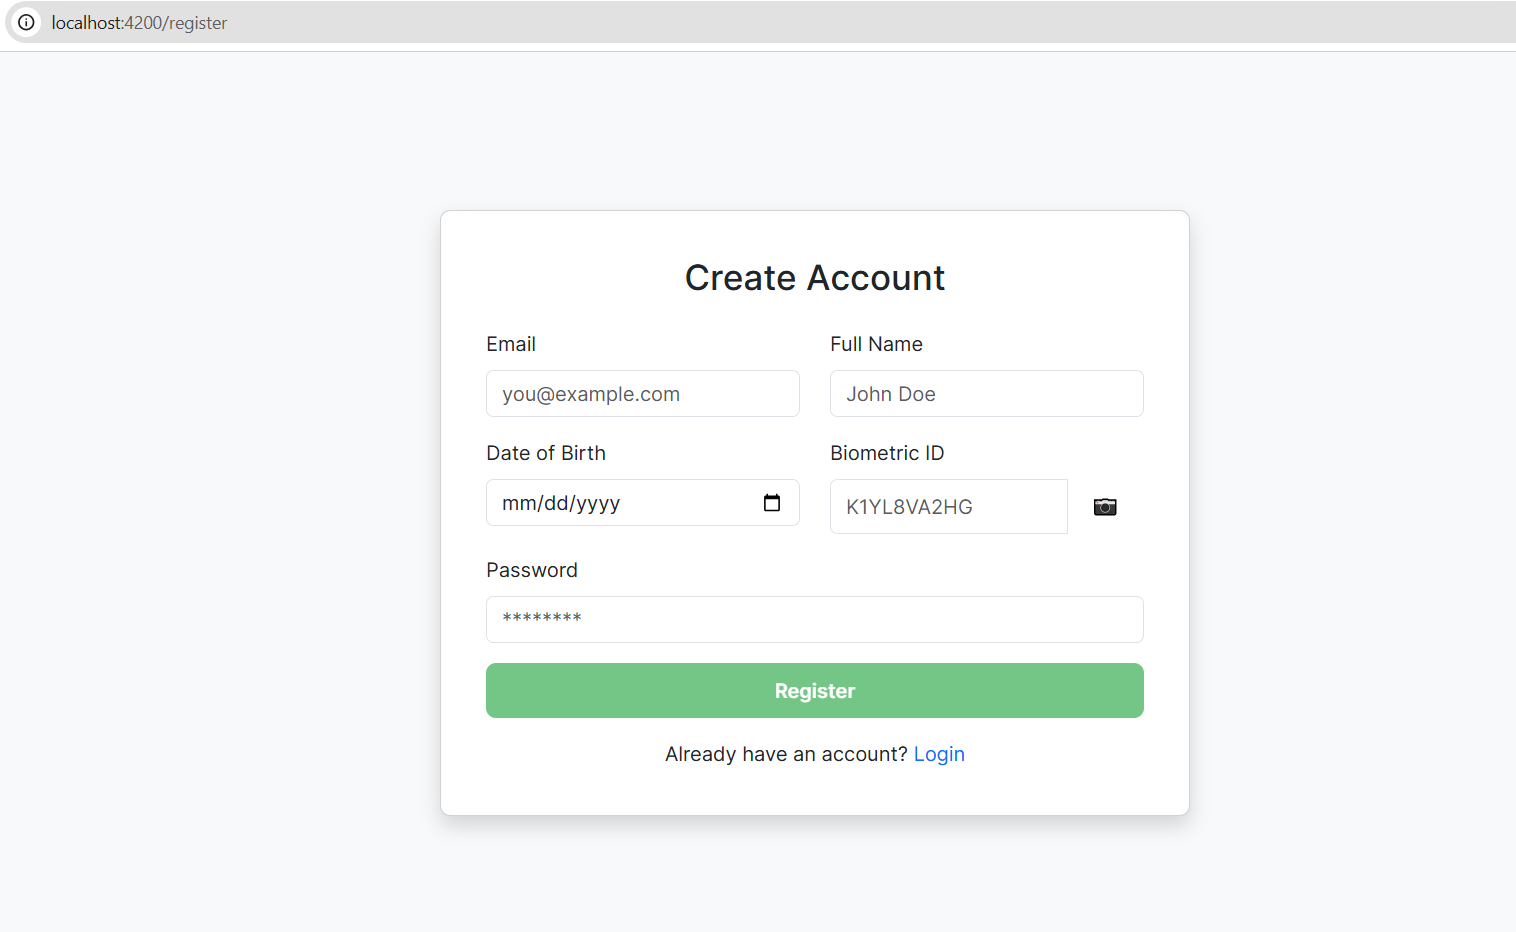 localhost:4200/register
Create Account
Email
Full Name
you@example.com
John Doe
Date of Birth
Biometric ID
mm/dd/yyyy
K1YL8VA2HG
Password
********
Register
Already have an account? Login